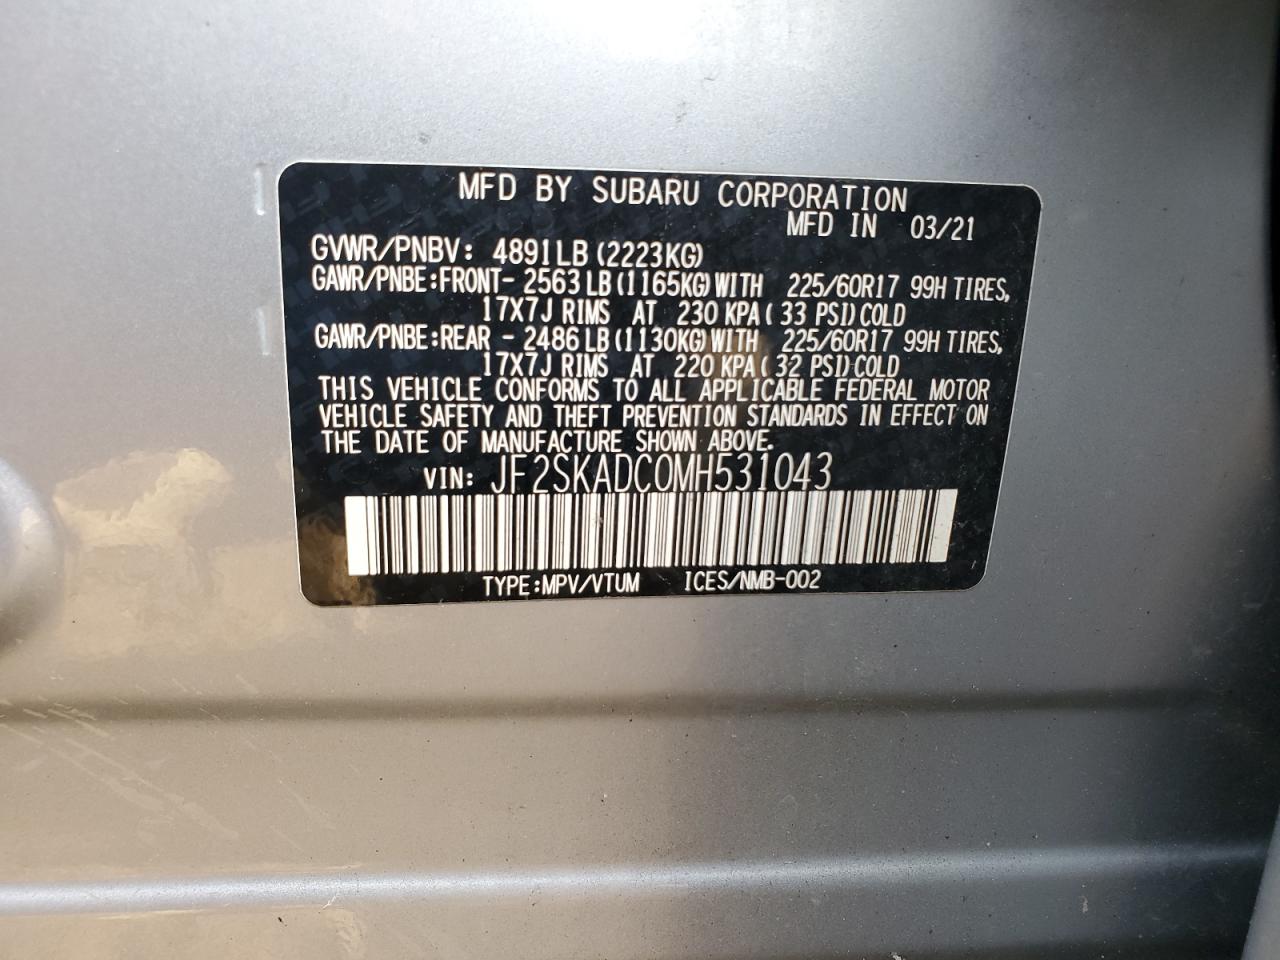 MFD BY SUBARU CORPORATION
MFD IN 03/21
GVWR/PNBV: 4891LB (2223KG)
GAWR/PNBE:FRONT- 2563 LB (1165KG) WITH 225/60R17 99H TIRES,
17X7J RIMS AT 230 KPA ( 33 PSI) COLD
GAWR/PNBE:REAR - 2486 LB (1130KG) WITH 225/60R17 99H TIRES,
17X7J RIMS AT 220 KPA ( 32 PSI) COLD
THIS VEHICLE CONFORMS TO ALL APPLICABLE FEDERAL MOTOR
VEHICLE SAFETY AND THEFT PREVENTION STANDARDS IN EFFECT ON
THE DATE OF MANUFACTURE SHOWN ABOVE.
VIN: JF2SKADC0MH531043
TYPE:MPV/VTUM ICES/NMB-002